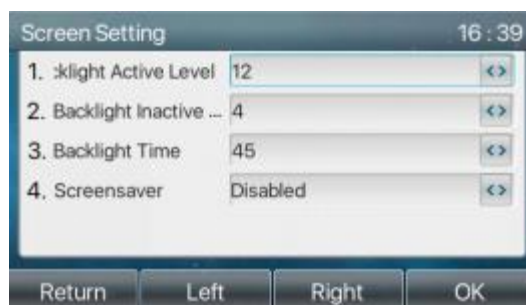 Screen Setting 16:39
1. :klight Active Level 12
2. Backlight Inactive ... 4
3. Backlight Time 45
4. Screensaver Disabled
Return Left Right OK